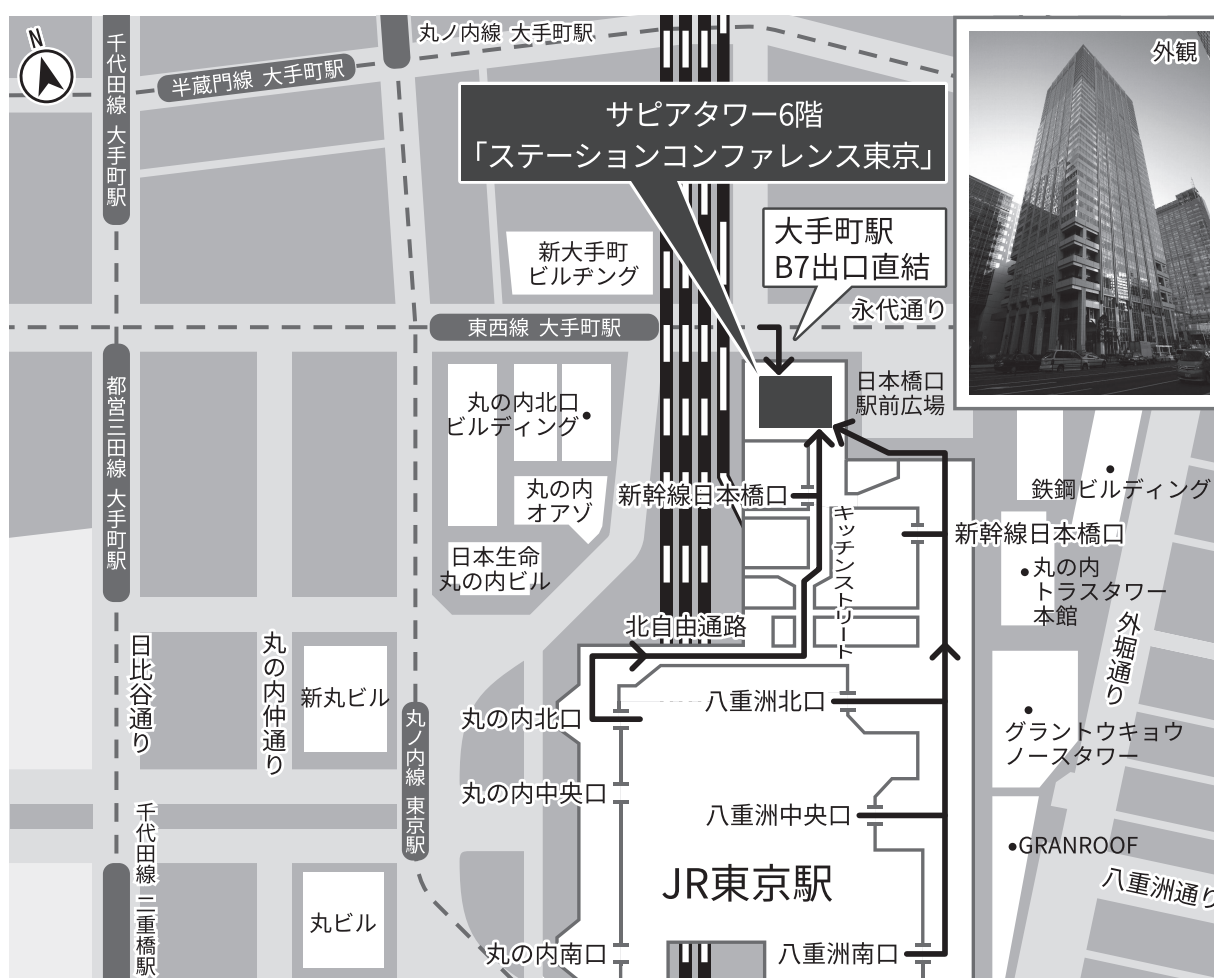 N
千代田線 大手町駅
半蔵門線 大手町駅
丸ノ内線 大手町駅
外観
サピアタワー6階
「ステーションコンファレンス東京」
大手町駅
B7出口直結
新大手町
ビルヂング
永代通り
東西線 大手町駅
都営三田線 大手町駅
丸の内北口
ビルディング
日本橋口
駅前広場
丸の内
オアゾ
新幹線日本橋口
鉄鋼ビルディング
キッチンストリート
新幹線日本橋口
日本生命
丸の内ビル
丸の内
トラスタワー
本館
北自由通路
外堀通り
日比谷通り
丸の内仲通り
新丸ビル
丸ノ内線 東京駅
丸の内北口
八重洲北口
グラントウキョウ
ノースタワー
丸の内中央口
八重洲中央口
千代田線 二重橋駅
GRANROOF
JR東京駅
八重洲通り
丸ビル
丸の内南口
八重洲南口